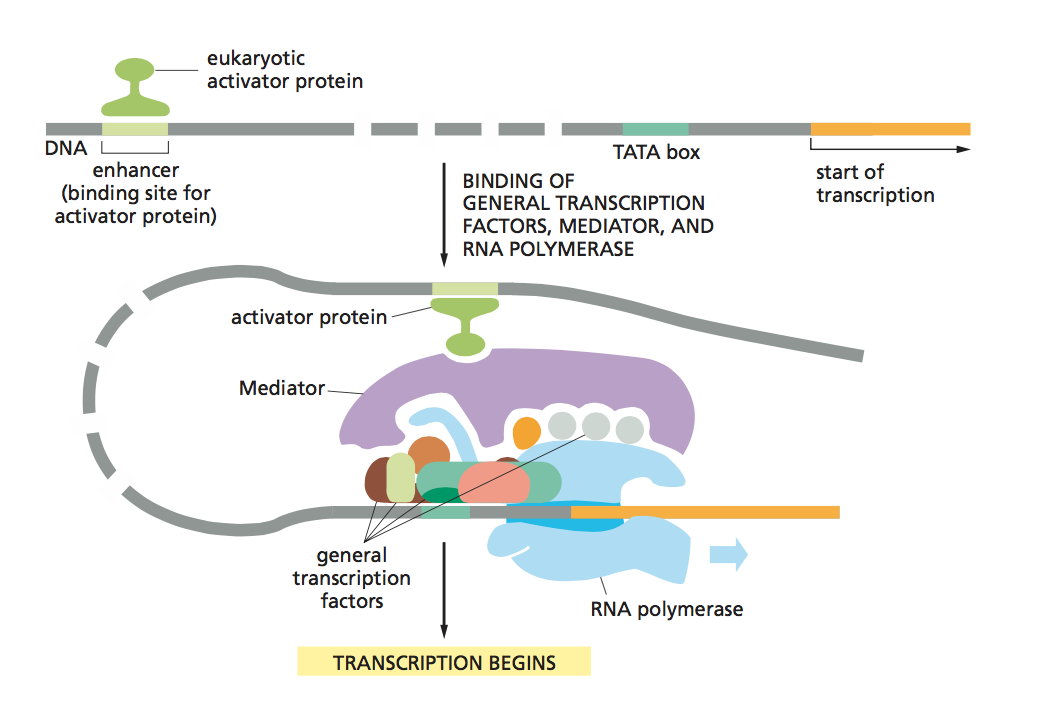 eukaryotic
activator protein
DNA
enhancer
(binding site for
activator protein)
TATA box
start of
transcription
BINDING OF
GENERAL TRANSCRIPTION
FACTORS, MEDIATOR, AND
RNA POLYMERASE
activator protein
Mediator
general
transcription
factors
RNA polymerase
TRANSCRIPTION BEGINS